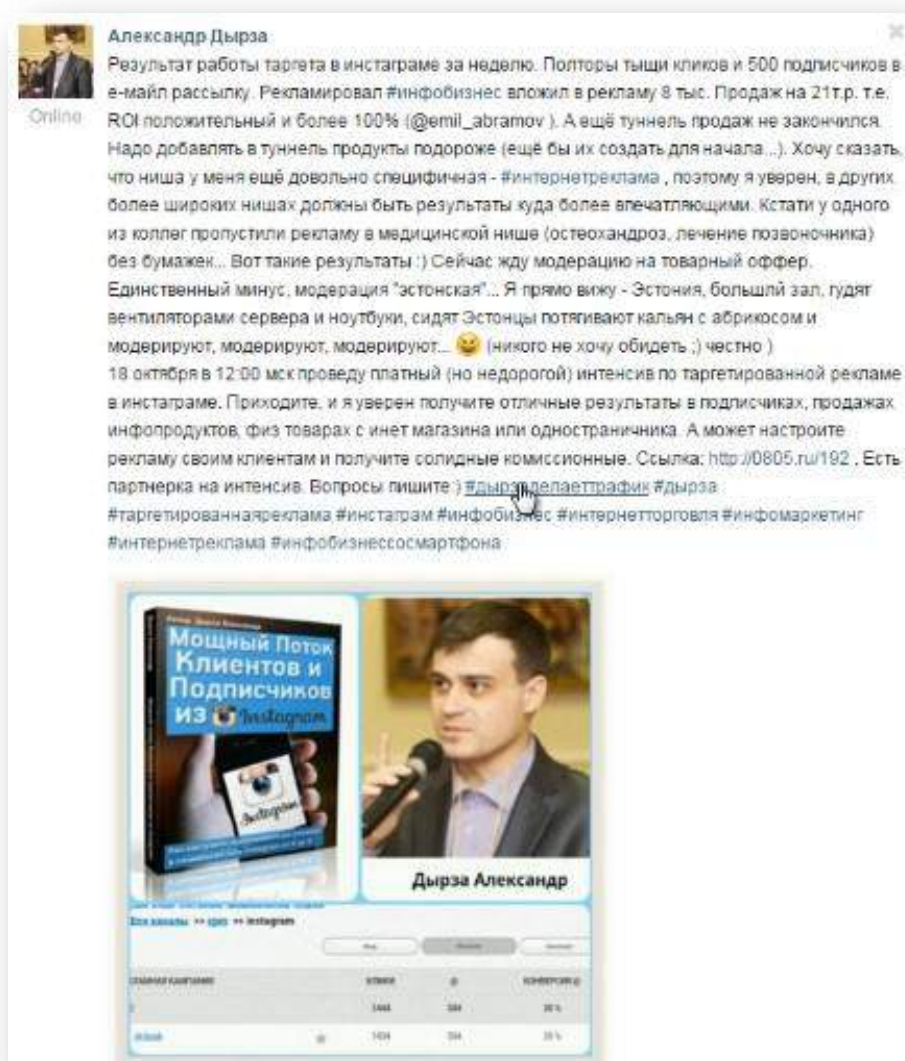 Александр Дырза
Результат работы таргета в инстаграме за неделю. Полторы тыщи кликов и 500 подписчиков в
е-майл рассылку. Рекламировал #инфобизнес вложил в рекламу 8 тыс. Продаж на 21т.р. т.е.
Online
ROI положительный и более 100% (@emil_abramov ). А ещё туннель продаж не закончился.
Надо добавлять в туннель продукты подороже (ещё бы их создать для начала...). Хочу сказать,
что ниша у меня ещё довольно специфичная - #интернетреклама , поэтому я уверен, в других
более широких нишах должны быть результаты куда более впечатляющими. Кстати у одного
из коллег пропустили рекламу в медицинской нише (остеохандроз, лечение позвоночника)
без бумажек... Вот такие результаты :) Сейчас жду модерацию на товарный оффер.
Единственный минус, модерация "эстонская"... Я прямо вижу - Эстония, большлй зал, гудят
вентиляторами сервера и ноутбуки, сидят Эстонцы потягивают кальян с абрикосом и
модерируют, модерируют, модерируют... 😀 (никого не хочу обидеть ;) честно )
18 октября в 12:00 мск проведу платный (но недорогой) интенсив по таргетированной рекламе
в инстаграме. Приходите, и я уверен получите отличные результаты в подписчиках, продажах
инфопродуктов, физ товарах с инет магазина или одностраничника. А может настроите
рекламу своим клиентам и получите солидные комиссионные. Ссылка: http://0805.ru/192 . Есть
партнерка на интенсив. Вопросы пишите :) #дырзаделаеттрафик #дырза
#таргетированнаяреклама #инстаграм #инфобизнес #интернетторговля #инфомаркетинг
#интернетреклама #инфобизнессосмартфона
Мощный Поток
Клиентов и
Подписчиков
из Instagram
Instagram
Дырза Александр
Все каналы >> cpm >> instagram
КЛИКИ @ КОНВЕРСИЯ @